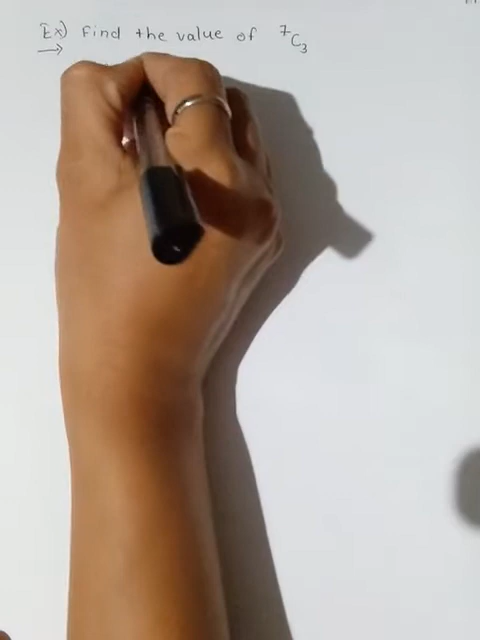 Ex) Find the value of ⁷C₃